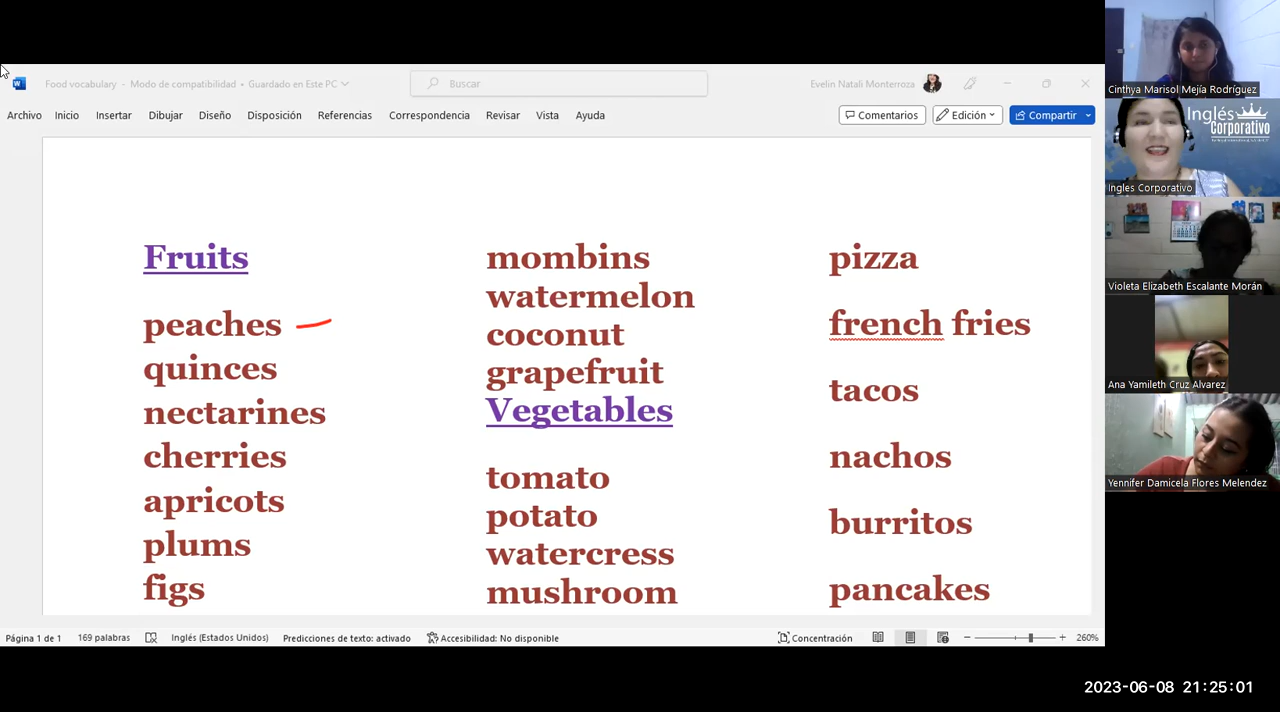 Food vocabulary - Modo de compatibilidad - Guardado en Este PC
Buscar
Evelin Natali Monterroza
Archivo Inicio Insertar Dibujar Diseño Disposición Referencias Correspondencia Revisar Vista Ayuda
Comentarios Edición Compartir
Fruits
peaches
quinces
nectarines
cherries
apricots
plums
figs
mombins
watermelon
coconut
grapefruit
Vegetables
tomato
potato
watercress
mushroom
pizza
french fries
tacos
nachos
burritos
pancakes
Página 1 de 1 169 palabras Inglés (Estados Unidos) Predicciones de texto: activado Accesibilidad: No disponible Concentración 260%
Cinthya Marisol Mejía Rodríguez
Inglés
Corporativo
Ingles Corporativo
Violeta Elizabeth Escalante Morán
Ana Yamileth Cruz Alvarez
Yennifer Damicela Flores Melendez
2023-06-08 21:25:01